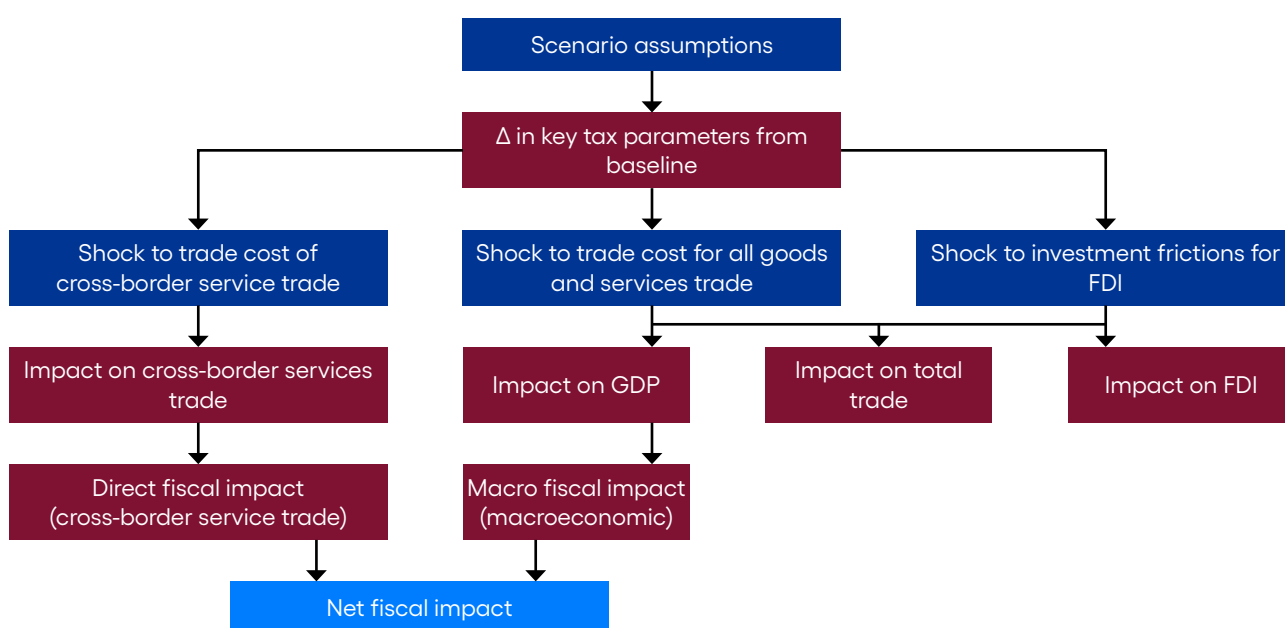 Scenario assumptions
Δ in key tax parameters from
baseline
Shock to trade cost of
cross-border service trade
Shock to trade cost for all goods
and services trade
Shock to investment frictions for
FDI
Impact on cross-border services
trade
Impact on GDP
Impact on total
trade
Impact on FDI
Direct fiscal impact
(cross-border service trade)
Macro fiscal impact
(macroeconomic)
Net fiscal impact